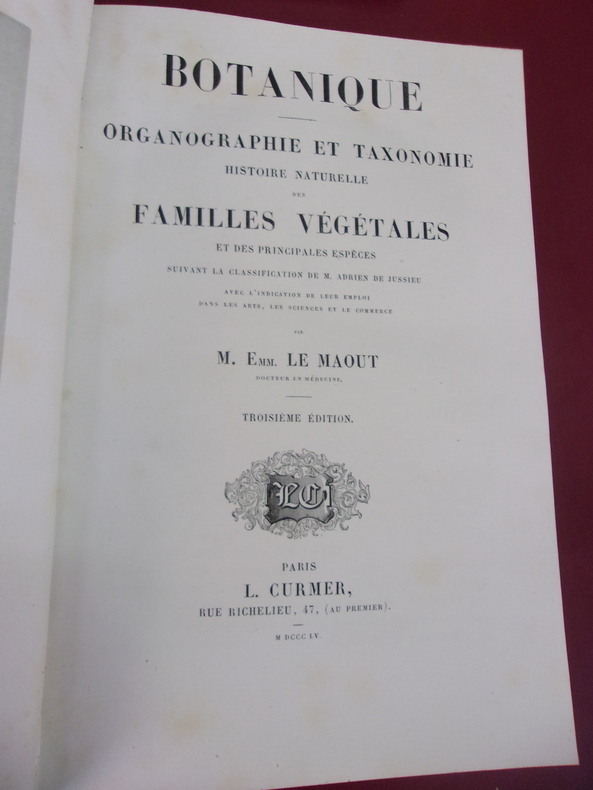 BOTANIQUE
ORGANOGRAPHIE ET TAXONOMIE
HISTOIRE NATURELLE
DES
FAMILLES VÉGÉTALES
ET DES PRINCIPALES ESPÈCES
SUIVANT LA CLASSIFICATION DE M. ADRIEN DE JUSSIEU
AVEC L'INDICATION DE LEUR EMPLOI
DANS LES ARTS, LES SCIENCES ET LE COMMERCE
PAR
M. EMM. LE MAOUT
DOCTEUR EN MÉDECINE,
TROISIÈME ÉDITION.
LC
PARIS
L. CURMER,
RUE RICHELIEU, 47, (AU PREMIER).
M DCCC LV.